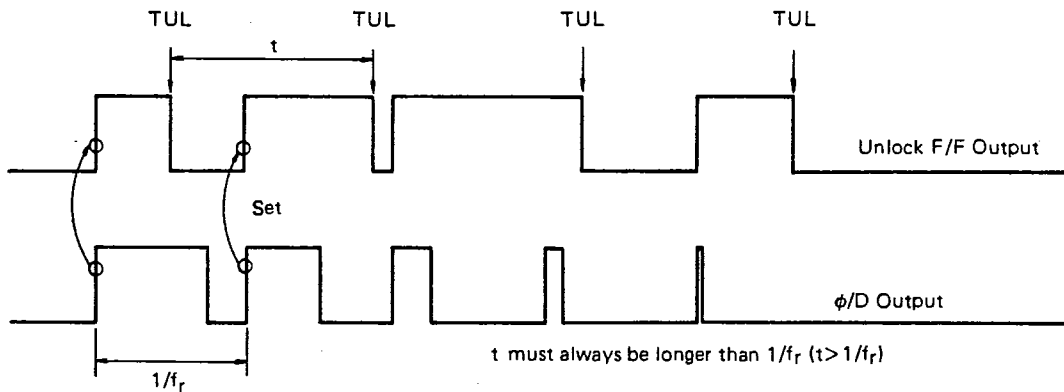 TUL TUL TUL TUL
t
Unlock F/F Output
Set
φ/D Output
t must always be longer than 1/fr (t> 1/fr)
1/fr